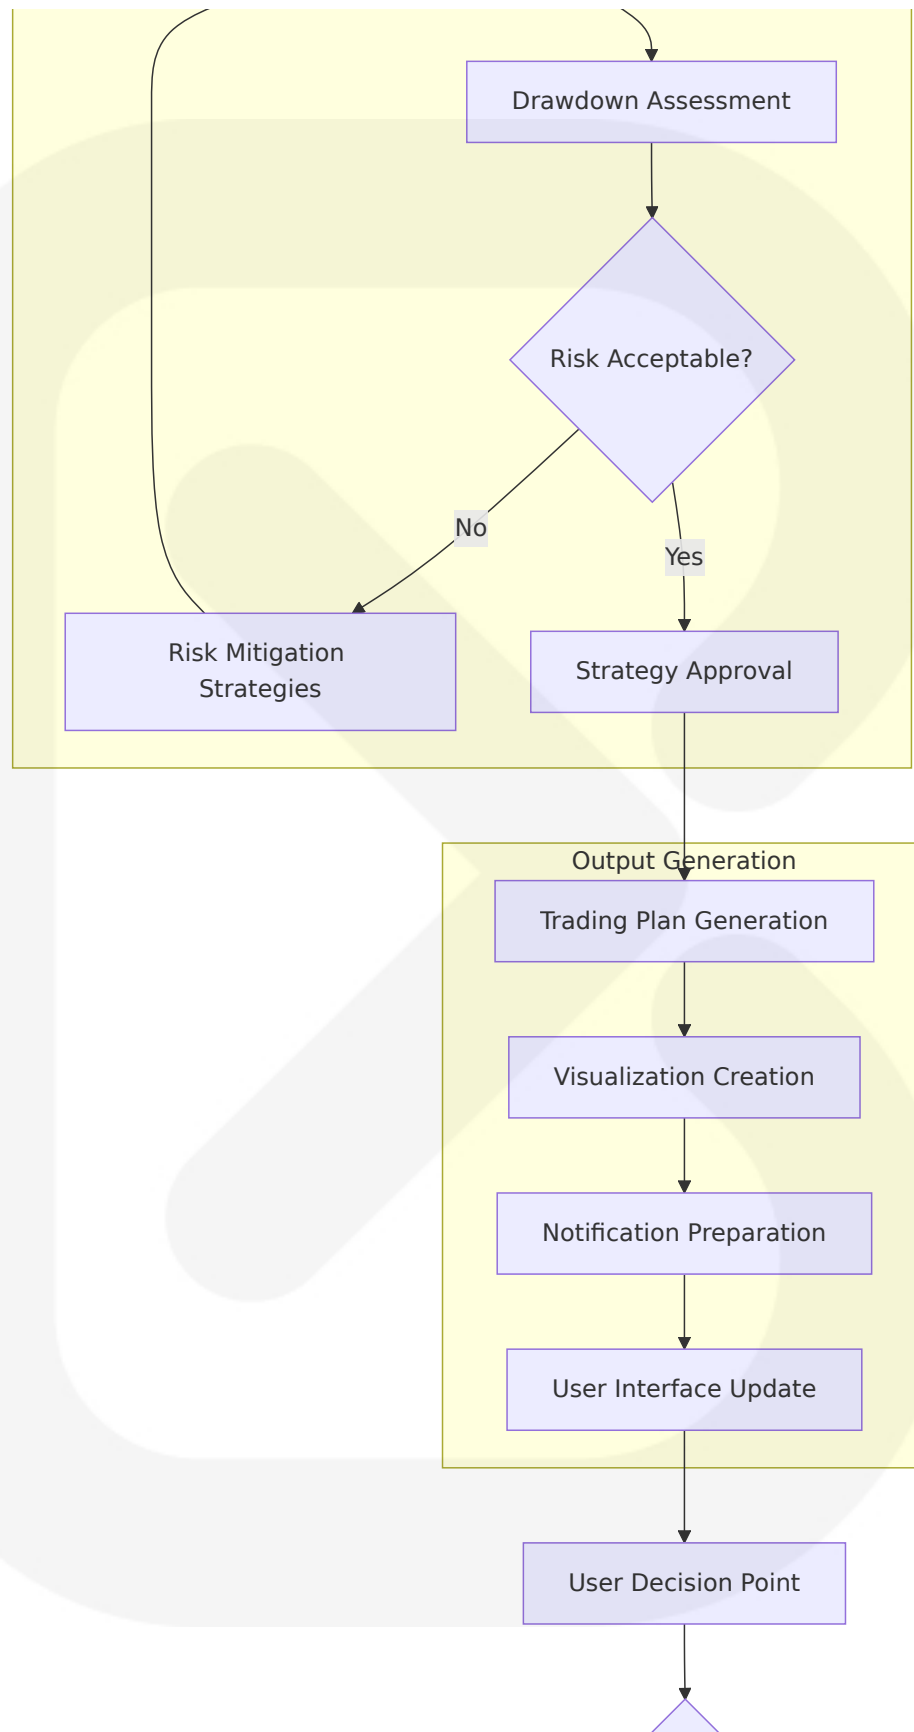 Drawdown Assessment
Risk Acceptable?
No
Yes
Risk Mitigation
Strategies
Strategy Approval
Output Generation
Trading Plan Generation
Visualization Creation
Notification Preparation
User Interface Update
User Decision Point